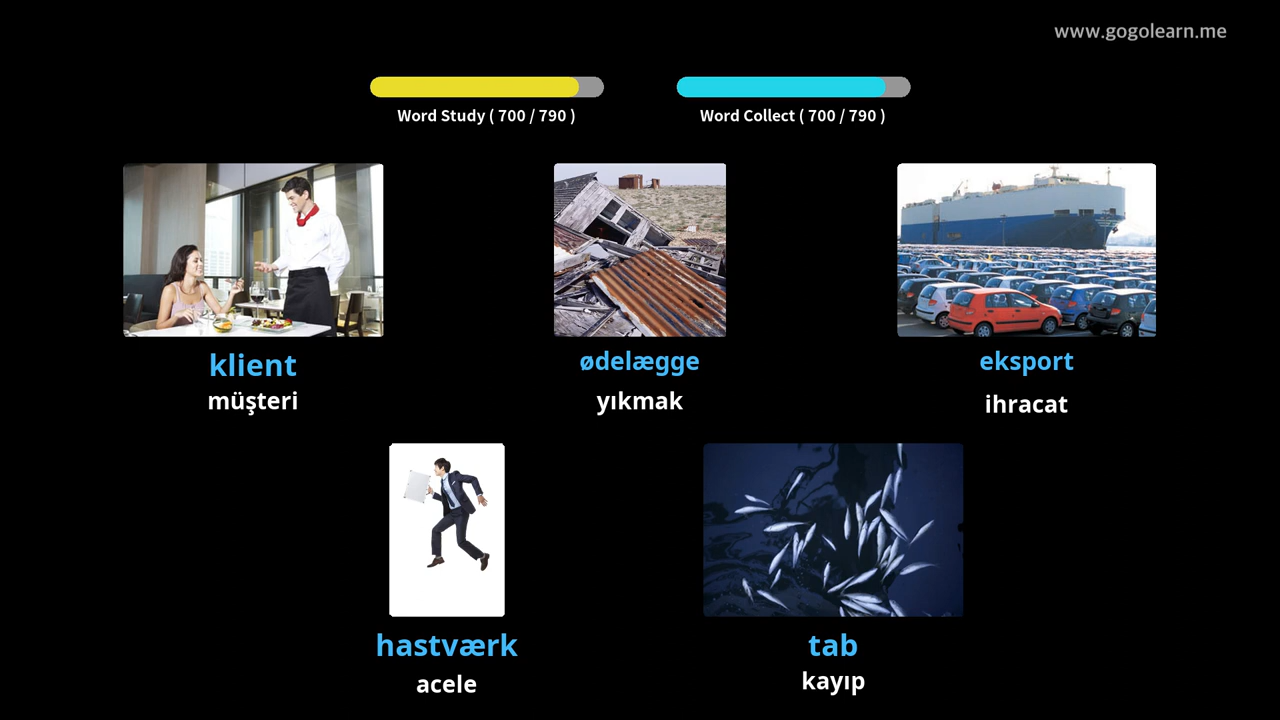 www.gogolearn.me
Word Study ( 700 / 790 )
Word Collect ( 700 / 790 )
klient
müşteri
ødelægge
yıkmak
eksport
ihracat
hastværk
acele
tab
kayıp